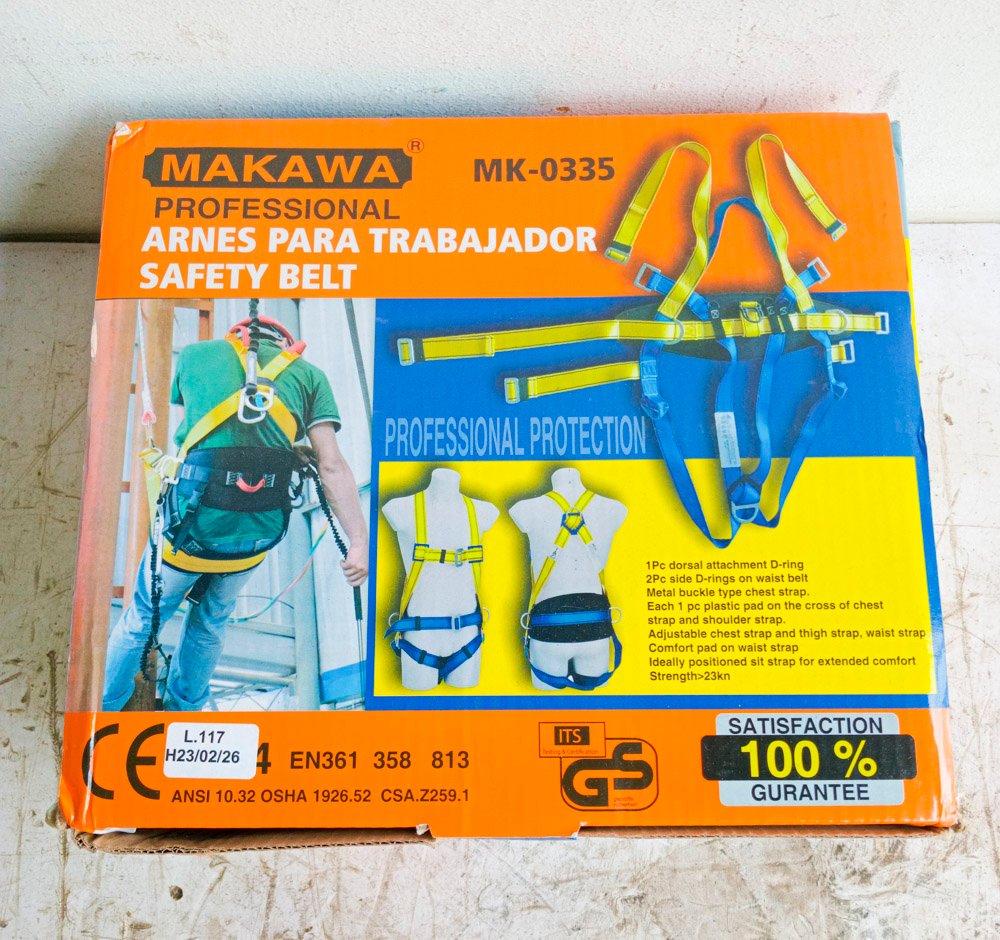 MAKAWA®
PROFESSIONAL
MK-0335
ARNES PARA TRABAJADOR
SAFETY BELT
PROFESSIONAL PROTECTION
1Pc dorsal attachment D-ring
2Pc side D-rings on waist belt
Metal buckle type chest strap.
Each 1 pc plastic pad on the cross of chest
strap and shoulder strap.
Adjustable chest strap and thigh strap, waist strap
Comfort pad on waist strap
Ideally positioned sit strap for extended comfort
Strength>23kn
CE
L.117
H23/02/26
4 EN361 358 813
ANSI 10.32 OSHA 1926.52 CSA.Z259.1
ITS
Testing & Certification
GS
SATISFACTION
100 %
GURANTEE